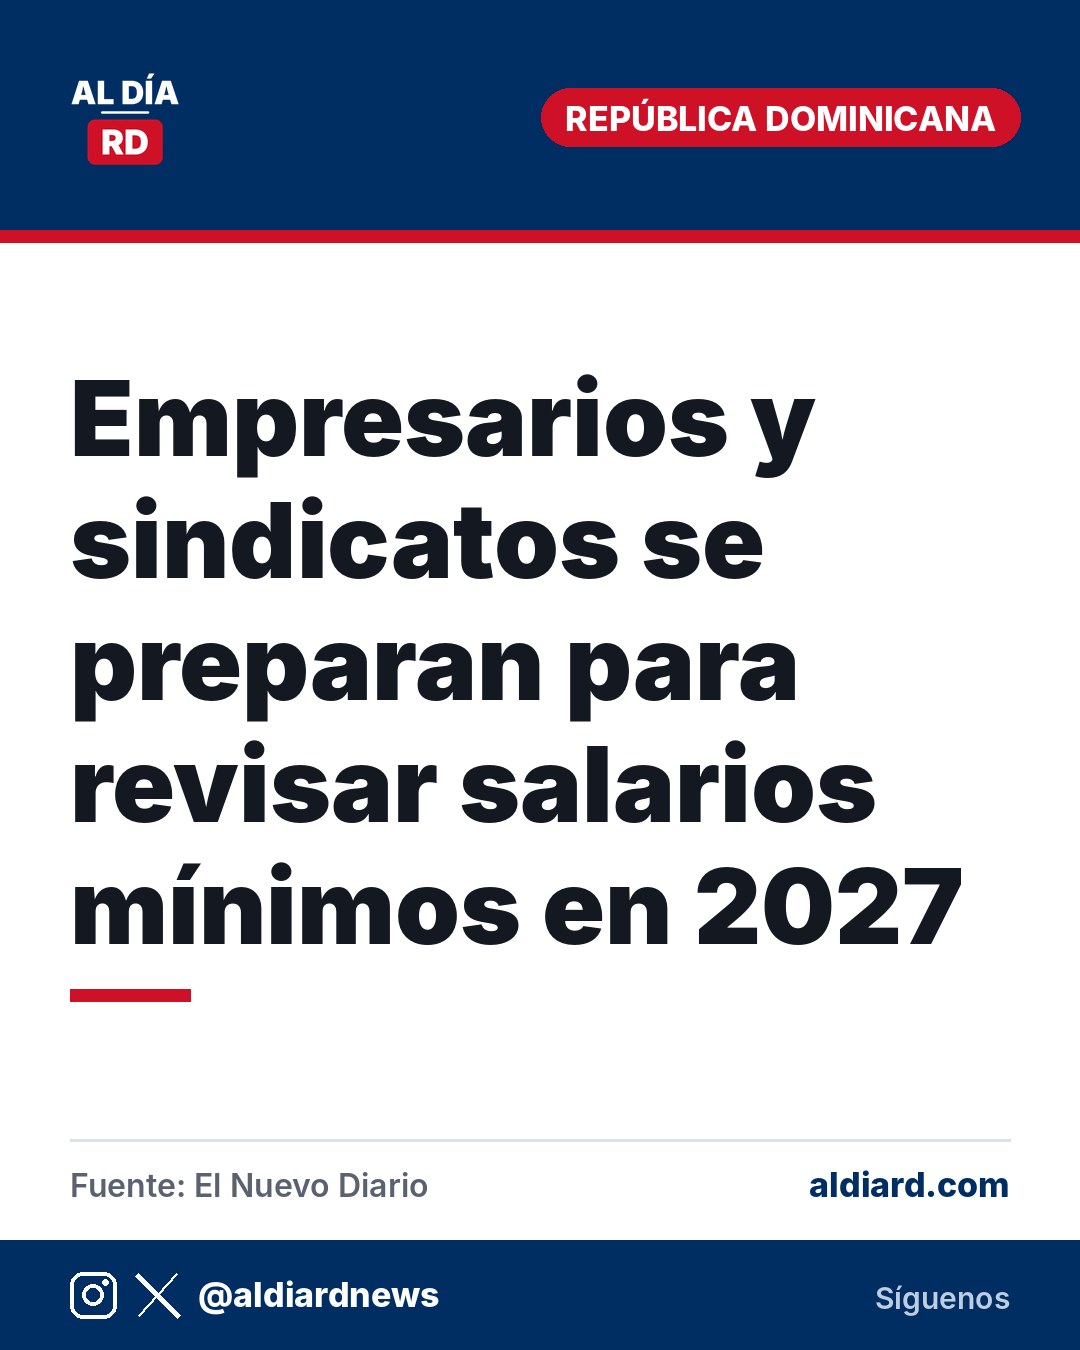 AL DÍA
RD
REPÚBLICA DOMINICANA
Empresarios y
sindicatos se
preparan para
revisar salarios
mínimos en 2027
Fuente: El Nuevo Diario
aldiard.com
@aldiardnews
Síguenos